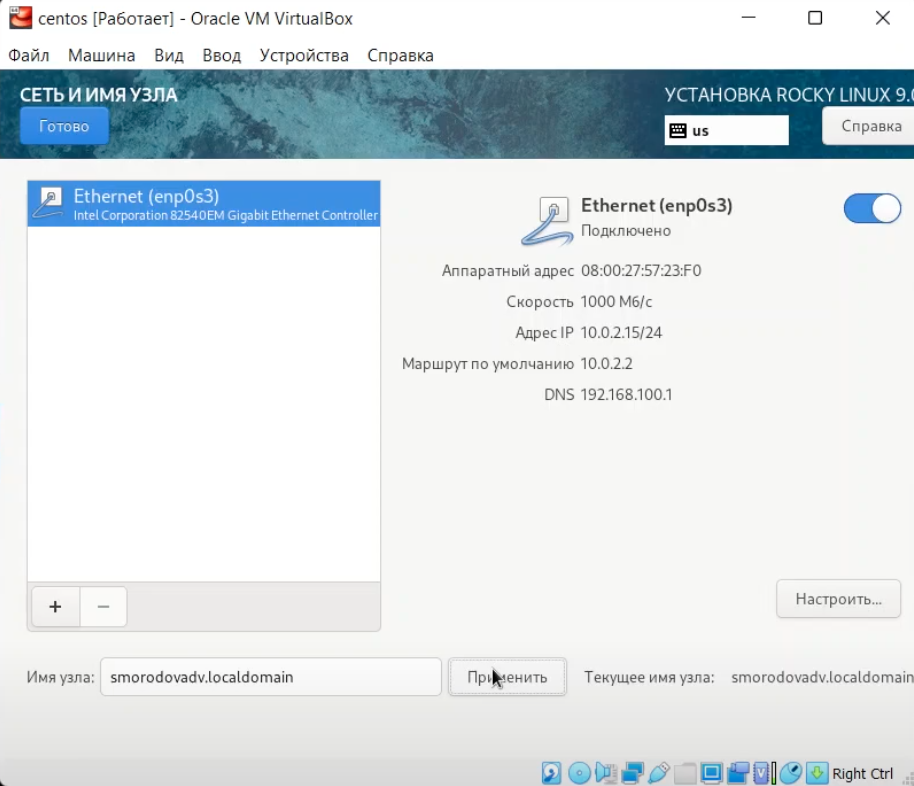 centos [Работает] - Oracle VM VirtualBox
Файл Машина Вид Ввод Устройства Справка
СЕТЬ И ИМЯ УЗЛА
УСТАНОВКА ROCKY LINUX 9.0
Готово
us
Справка
Ethernet (enp0s3)
Intel Corporation 82540EM Gigabit Ethernet Controller
Ethernet (enp0s3)
Подключено
Аппаратный адрес 08:00:27:57:23:F0
Скорость 1000 Мб/с
Адрес IP 10.0.2.15/24
Маршрут по умолчанию 10.0.2.2
DNS 192.168.100.1
+ −
Настроить...
Имя узла: smorodovadv.localdomain Применить Текущее имя узла: smorodovadv.localdomain
Right Ctrl